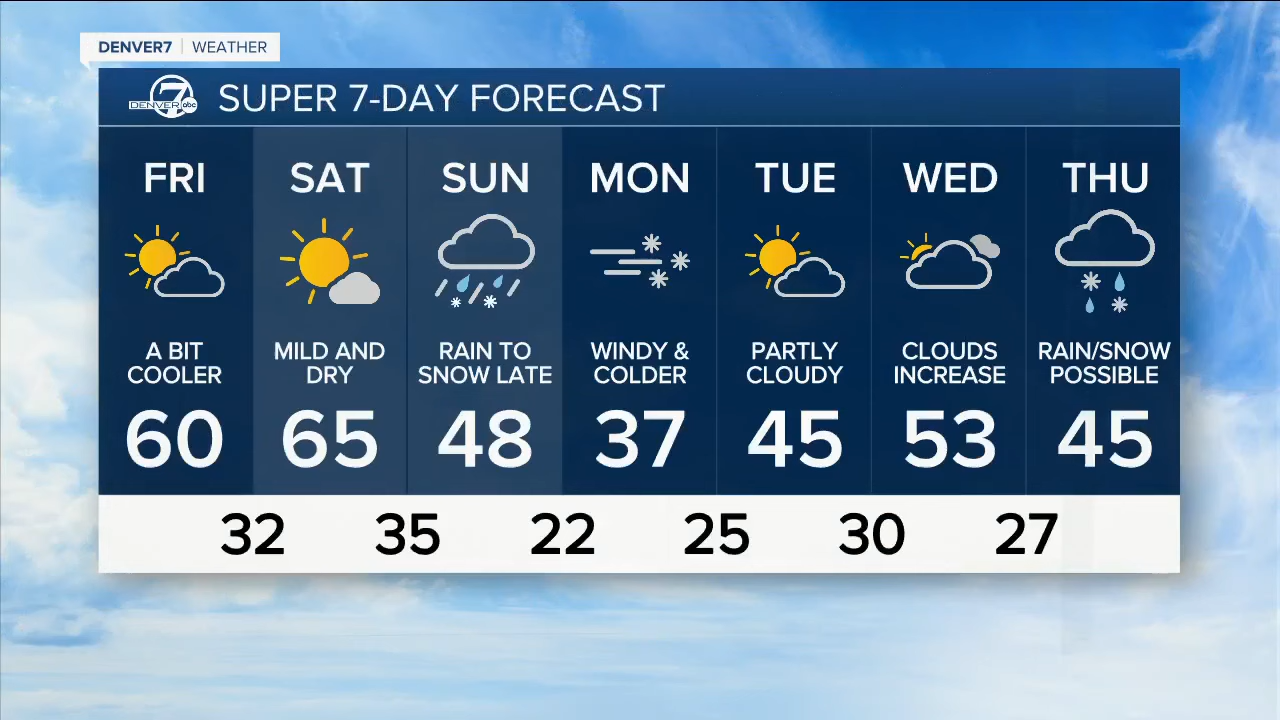 DENVER7 | WEATHER
DENVER 7 abc
SUPER 7-DAY FORECAST
FRI
A BIT
COOLER
60
SAT
MILD AND
DRY
65
SUN
RAIN TO
SNOW LATE
48
MON
WINDY &
COLDER
37
TUE
PARTLY
CLOUDY
45
WED
CLOUDS
INCREASE
53
THU
RAIN/SNOW
POSSIBLE
45
32 35 22 25 30 27